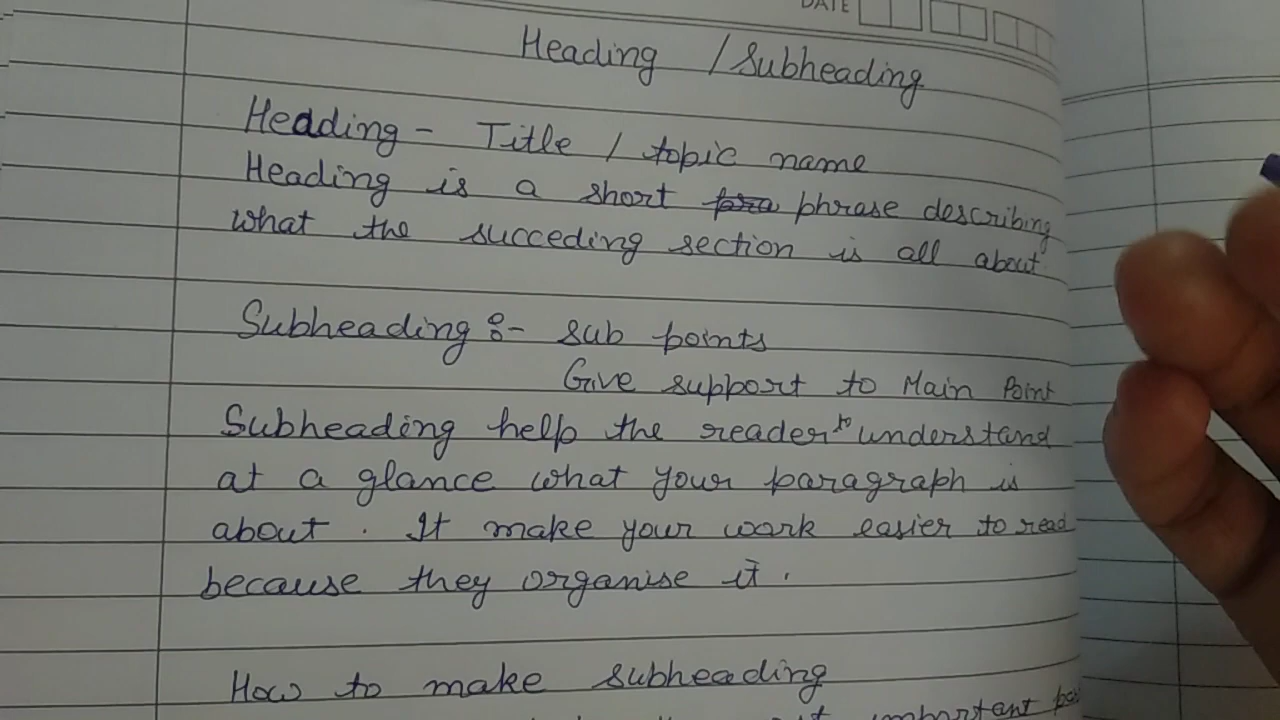 DATE
Heading / Subheading
Heading - Title / topic name
Heading is a short phrase describing
what the succeding section is all about
Subheading :- sub points
Give support to Main Point
Subheading help the reader to understand
at a glance what your paragraph is
about . It make your work easier to read
because they organise it .
How to make subheading
important